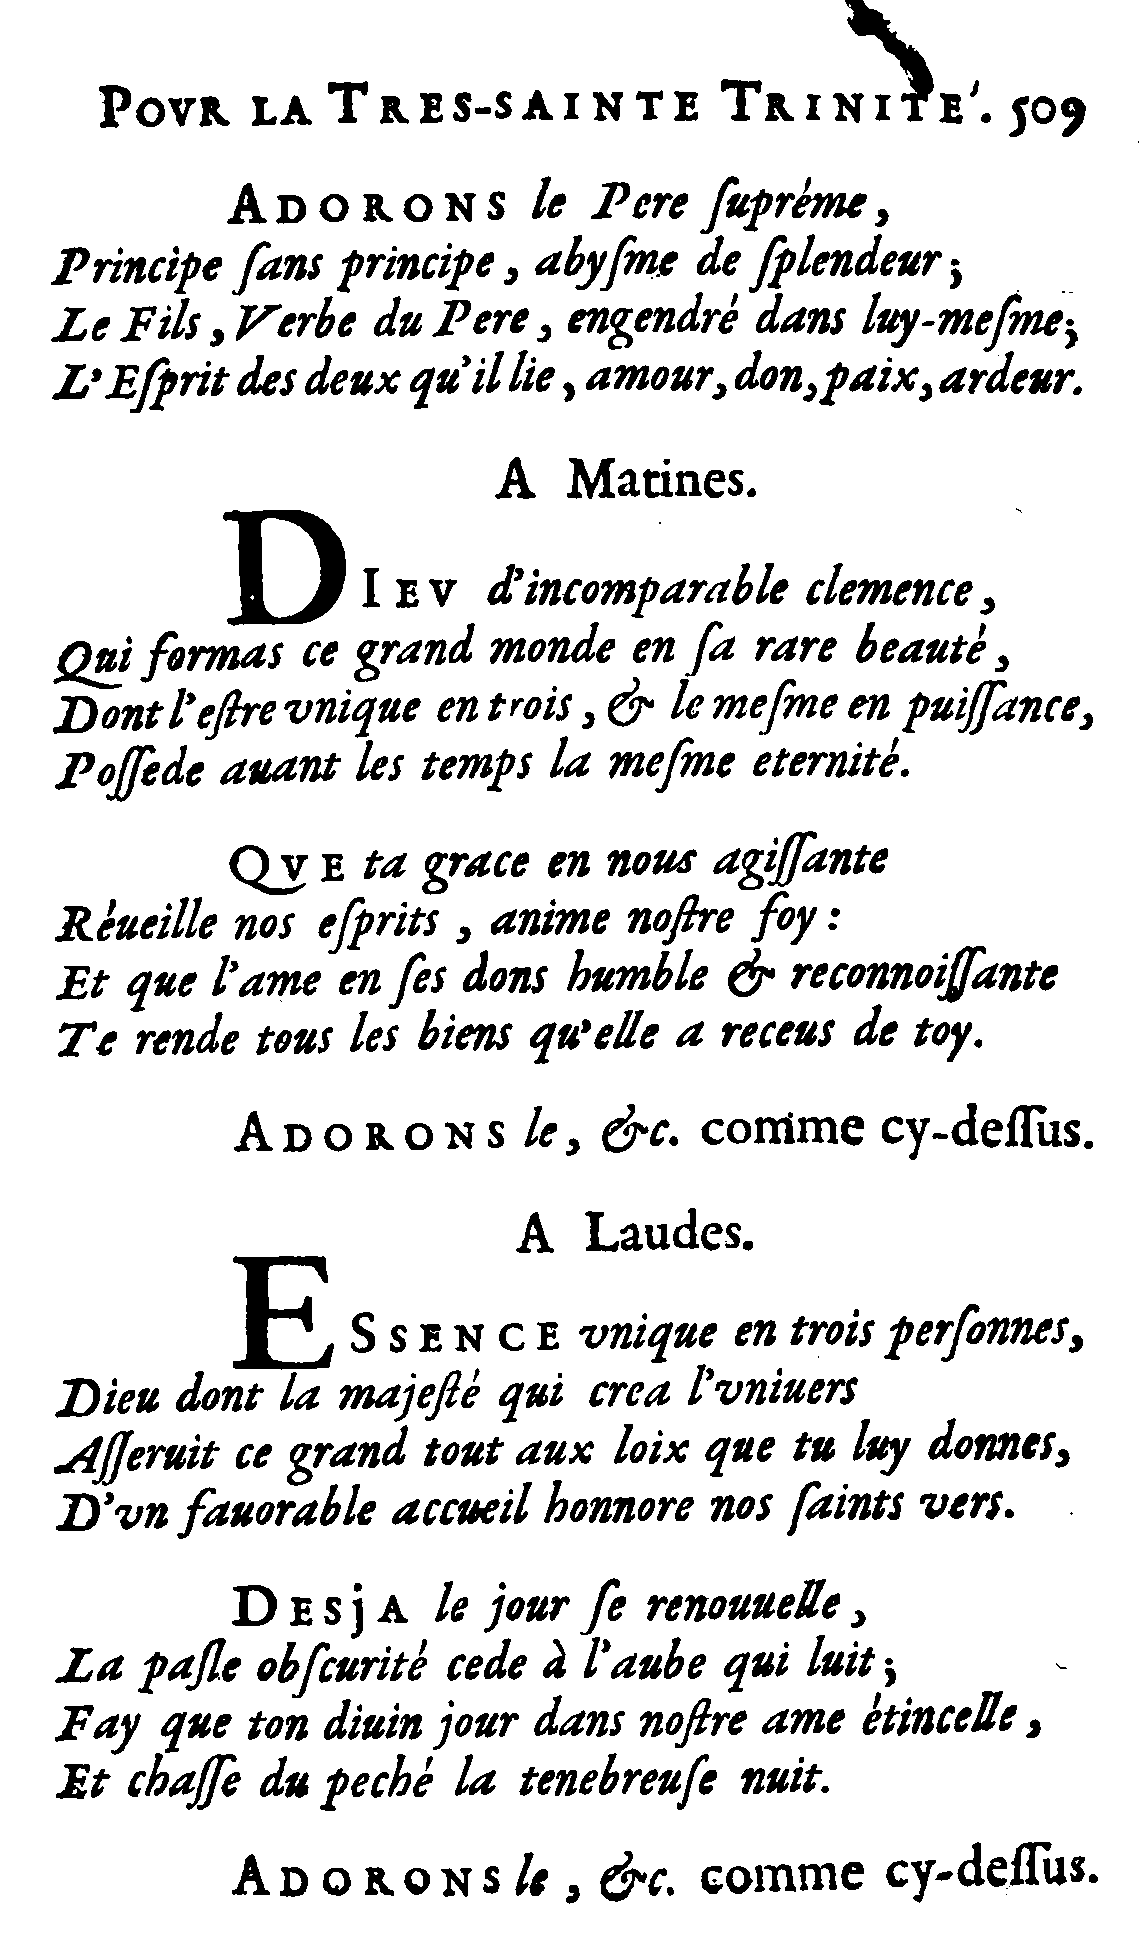 POVR LA TRES-SAINTE TRINITE'. 509
ADORONS le Pere ſuprême,
Principe ſans principe, abyſme de ſplendeur;
Le Fils, Verbe du Pere, engendré dans luy-meſme;
L'Eſprit des deux qu'il lie, amour, don, paix, ardeur.
A Matines.
DIEV d'incomparable clemence,
Qui formas ce grand monde en ſa rare beauté,
Dont l'eſtre vnique en trois, & le meſme en puiſſance,
Poſſede auant les temps la meſme eternité.
QVE ta grace en nous agiſſante
Réueille nos eſprits, anime noſtre foy:
Et que l'ame en ſes dons humble & reconnoiſſante
Te rende tous les biens qu'elle a receus de toy.
ADORONS le, &c. comme cy-deſſus.
A Laudes.
ESSENCE vnique en trois perſonnes,
Dieu dont la majeſté qui crea l'vniuers
Aſſeruit ce grand tout aux loix que tu luy donnes,
D'vn fauorable accueil honnore nos ſaints vers.
DESjA le jour ſe renouuelle,
La paſle obſcurité cede à l'aube qui luit;
Fay que ton diuin jour dans noſtre ame étincelle,
Et chaſſe du peché la tenebreuſe nuit.
ADORONS le, &c. comme cy-deſſus.